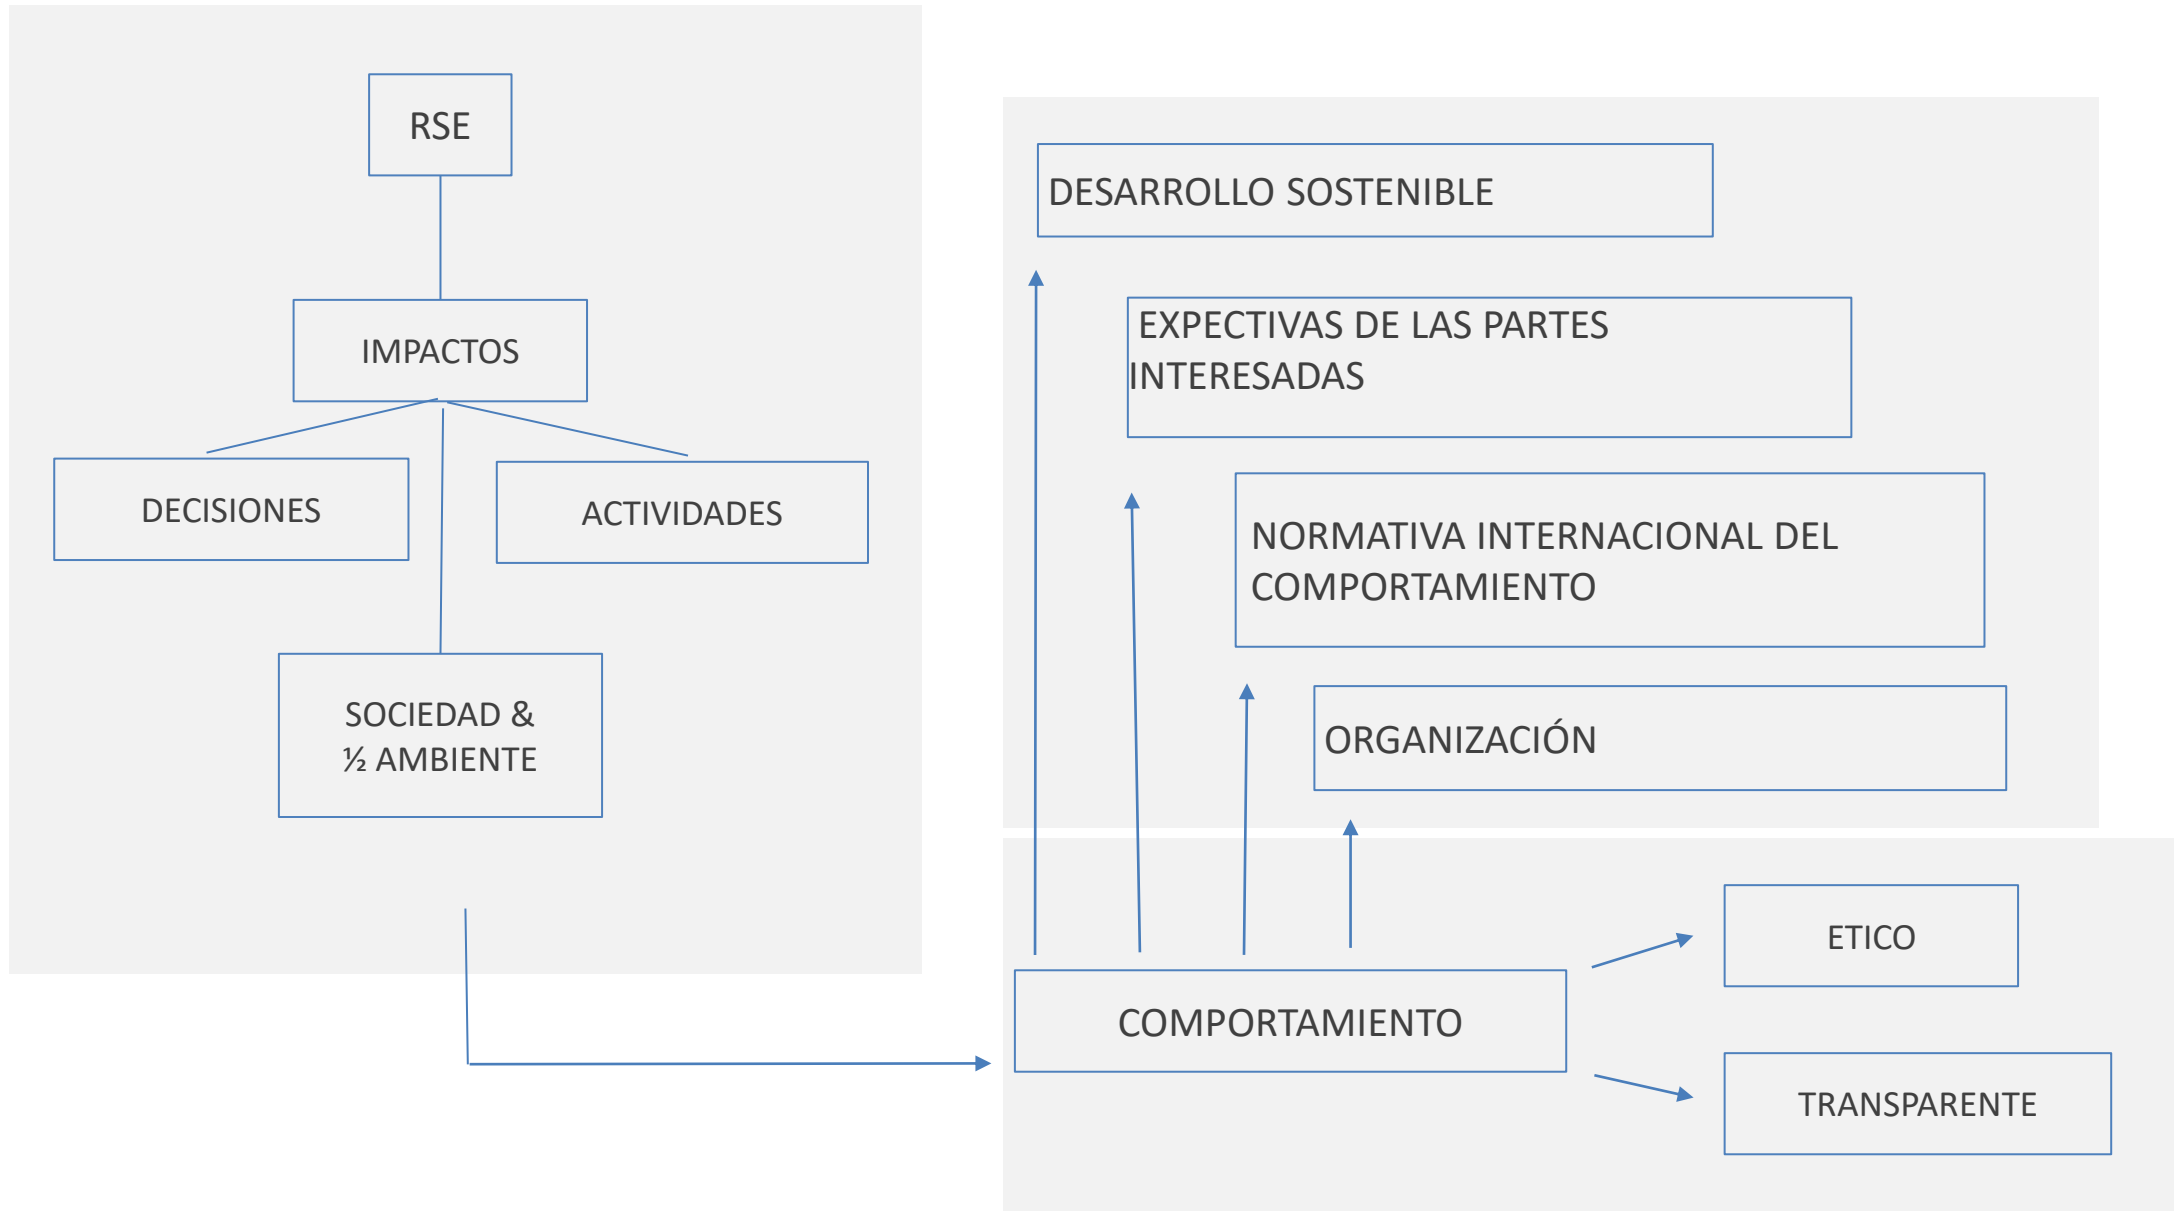 RSE
IMPACTOS
DECISIONES
ACTIVIDADES
SOCIEDAD &
½ AMBIENTE
DESARROLLO SOSTENIBLE
EXPECTIVAS DE LAS PARTES
INTERESADAS
NORMATIVA INTERNACIONAL DEL
COMPORTAMIENTO
ORGANIZACIÓN
COMPORTAMIENTO
ETICO
TRANSPARENTE